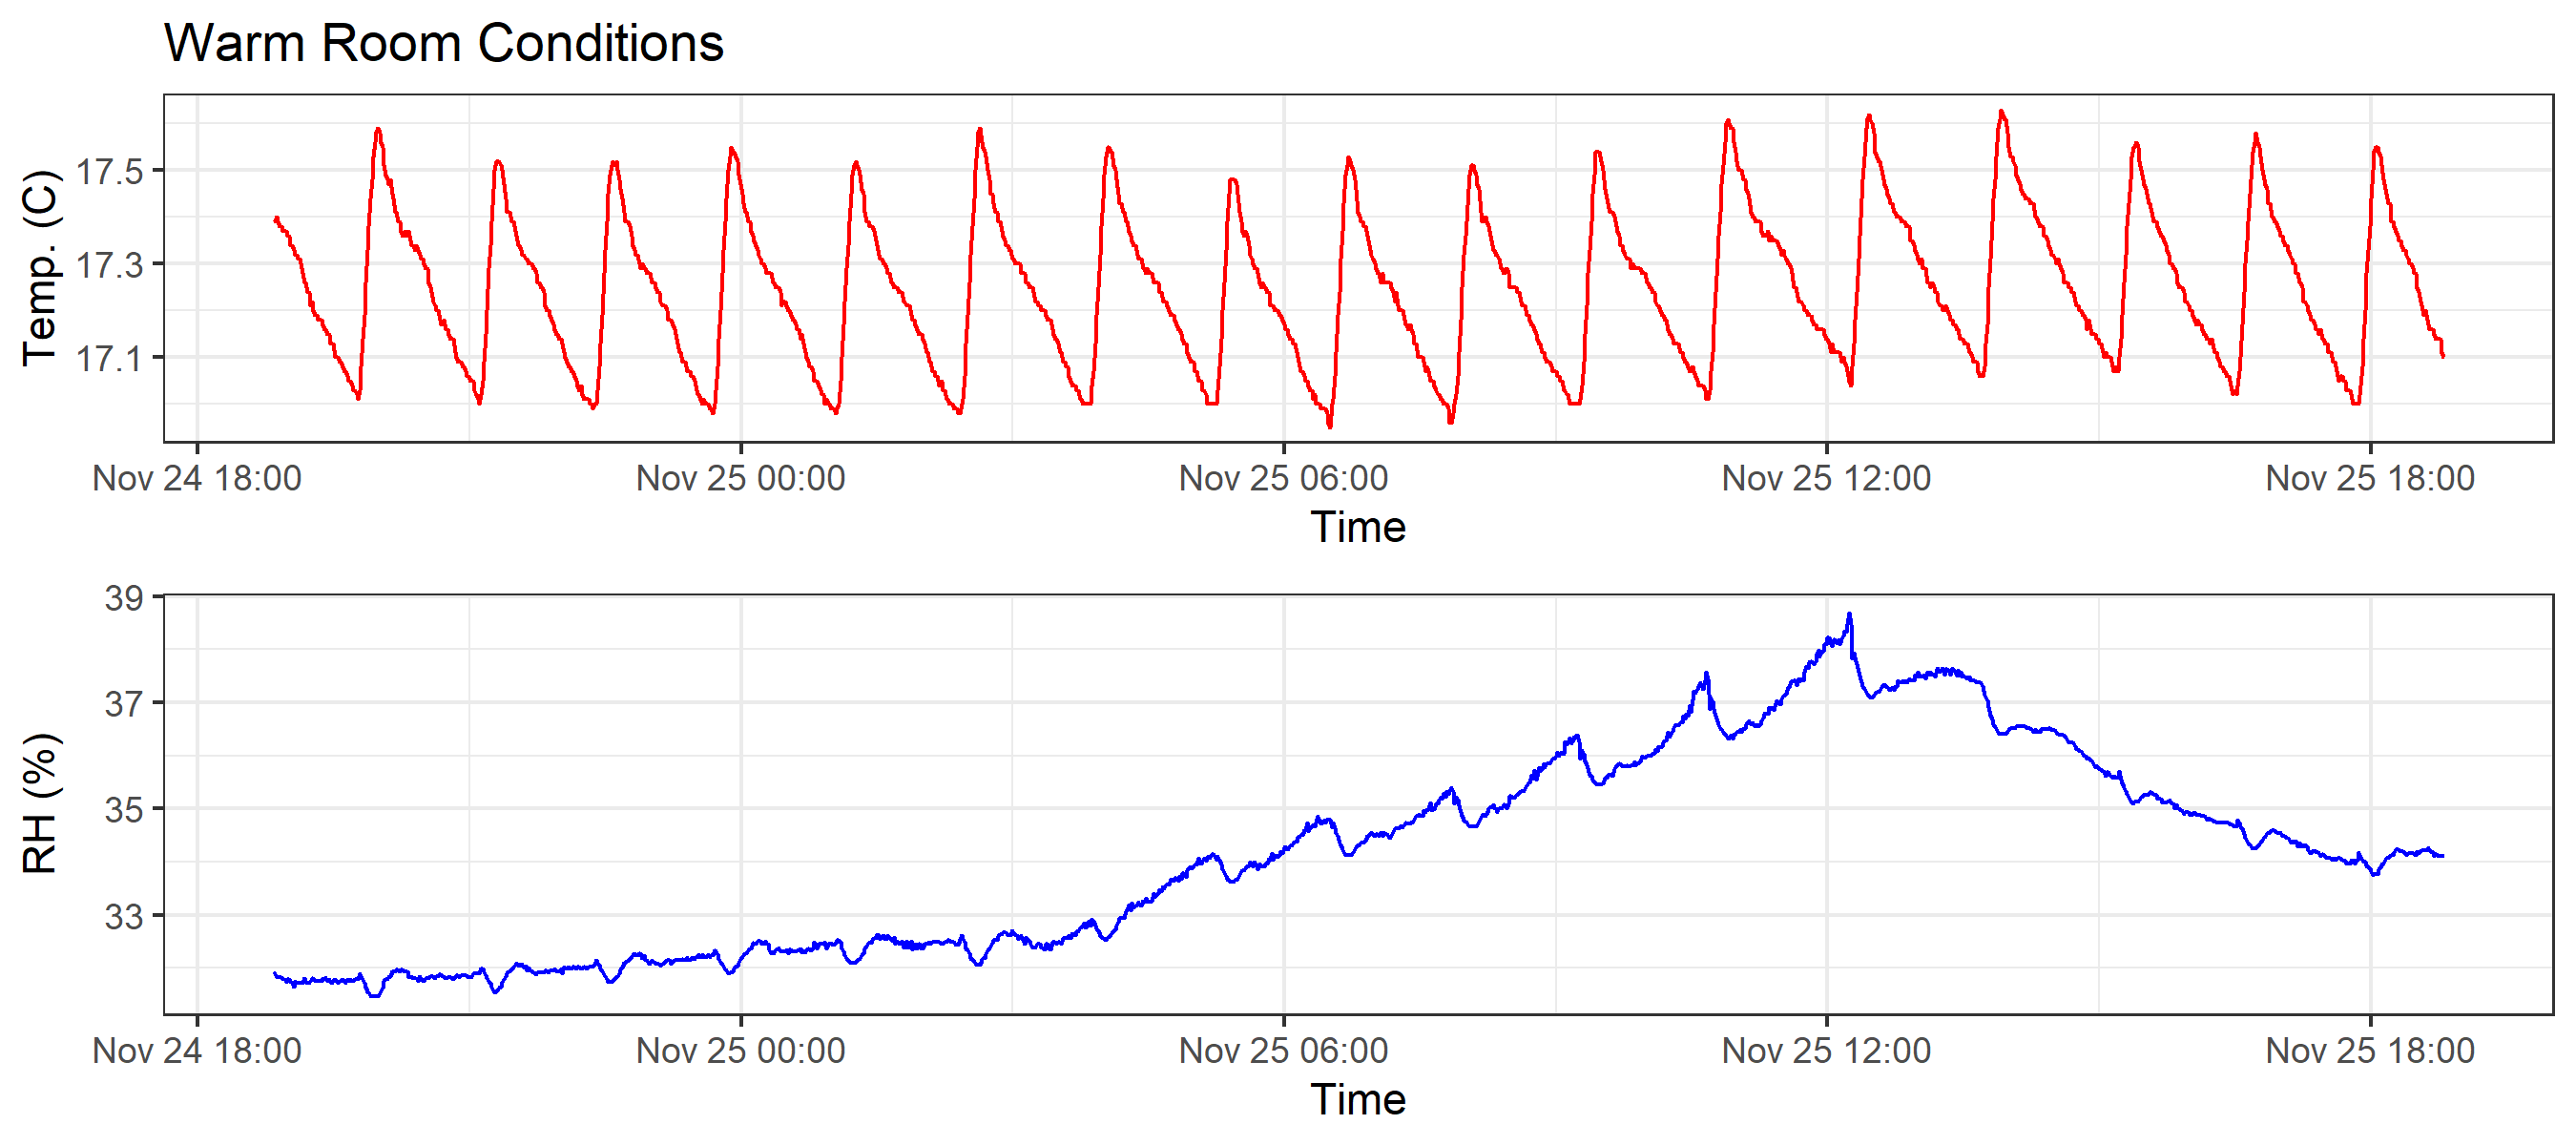 Warm Room Conditions
Temp. (C)
17.5
17.3
17.1
Nov 24 18:00 Nov 25 00:00 Nov 25 06:00 Nov 25 12:00 Nov 25 18:00
Time
RH (%)
39
37
35
33
Nov 24 18:00 Nov 25 00:00 Nov 25 06:00 Nov 25 12:00 Nov 25 18:00
Time